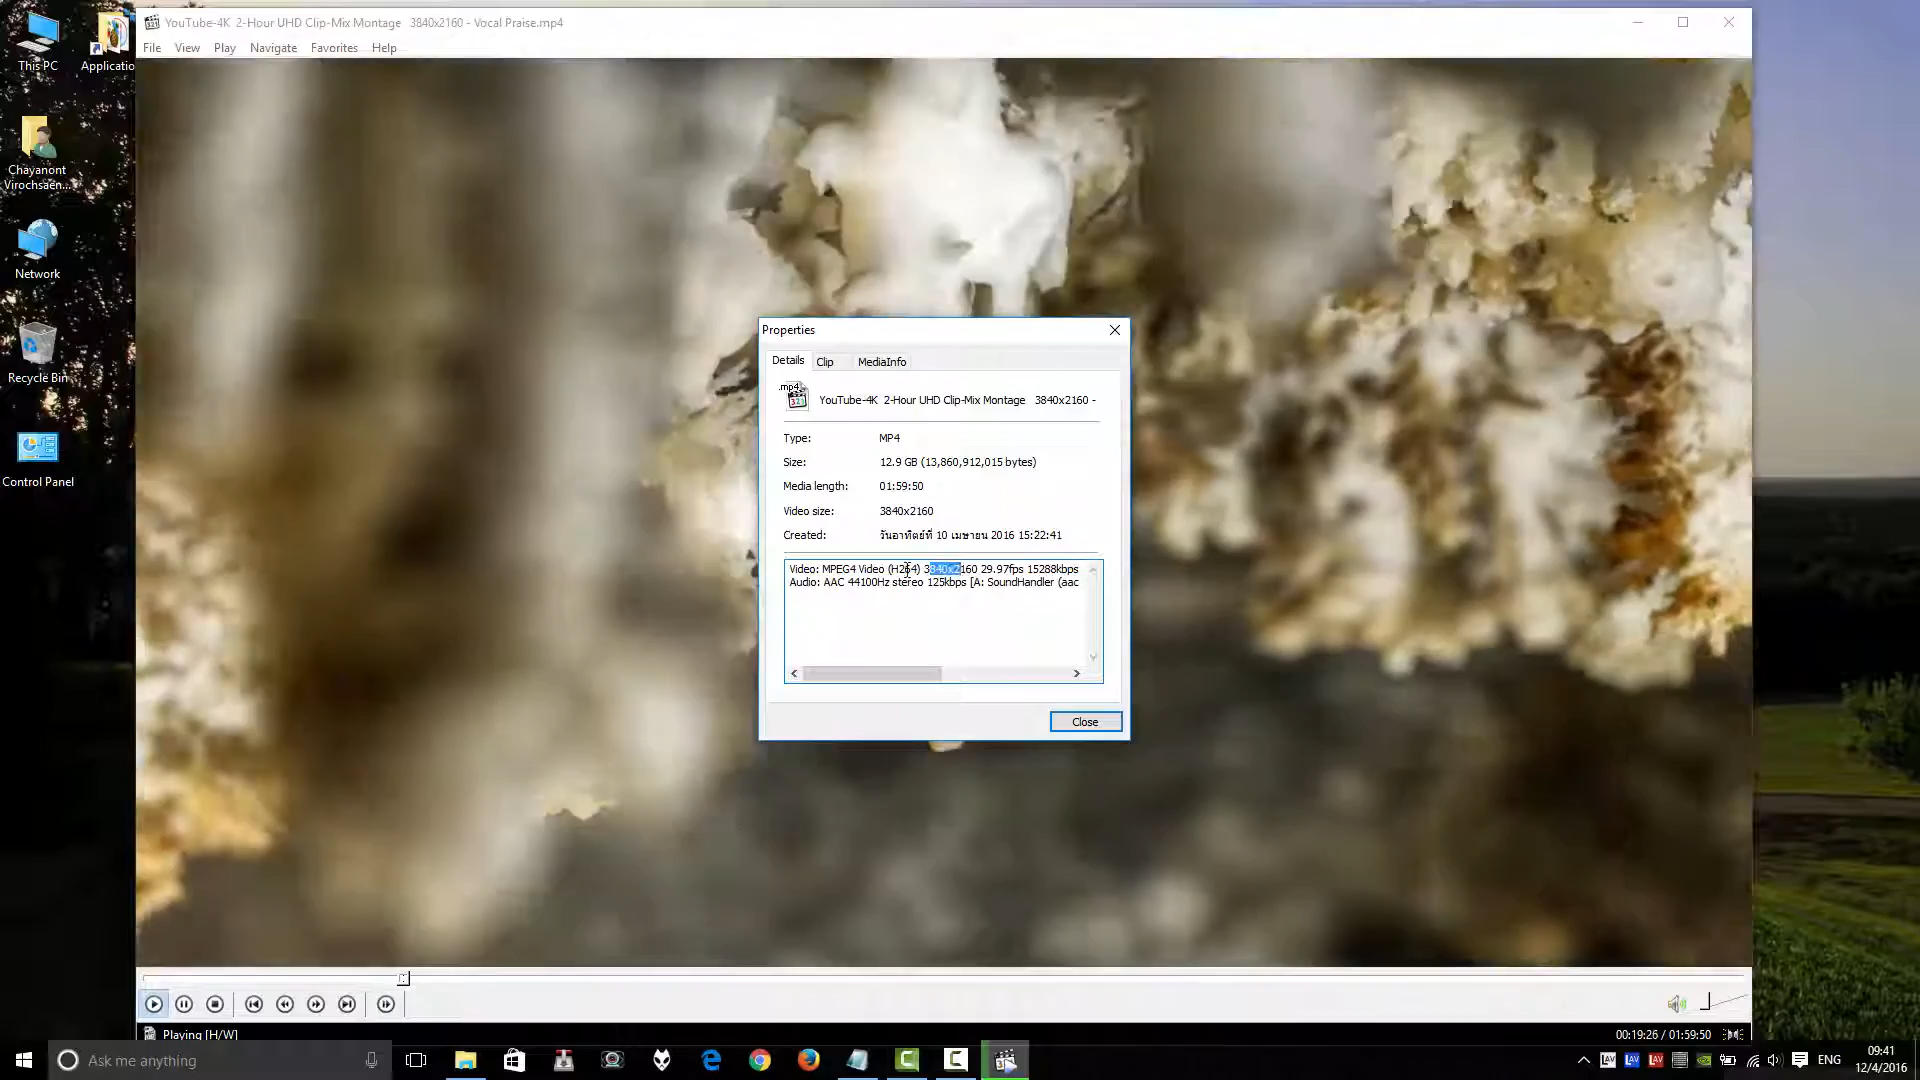 YouTube-4K 2-Hour UHD Clip-Mix Montage 3840x2160 - Vocal Praise.mp4
File View Play Navigate Favorites Help
This PC
Applicatio
Chayanont
Virochsaen...
Network
Recycle Bin
Control Panel
Properties
Details Clip MediaInfo
.mp4
321
YouTube-4K 2-Hour UHD Clip-Mix Montage 3840x2160 -
Type: MP4
Size: 12.9 GB (13,860,912,015 bytes)
Media length: 01:59:50
Video size: 3840x2160
Created: วันอาทิตย์ที่ 10 เมษายน 2016 15:22:41
Video: MPEG4 Video (H264) 3840x2160 29.97fps 15288kbps
Audio: AAC 44100Hz stereo 125kbps [A: SoundHandler (aac
Close
Playing [H/W]
00:19:26 / 01:59:50
Ask me anything
LAV LAV LAV
ENG
09:41
12/4/2016